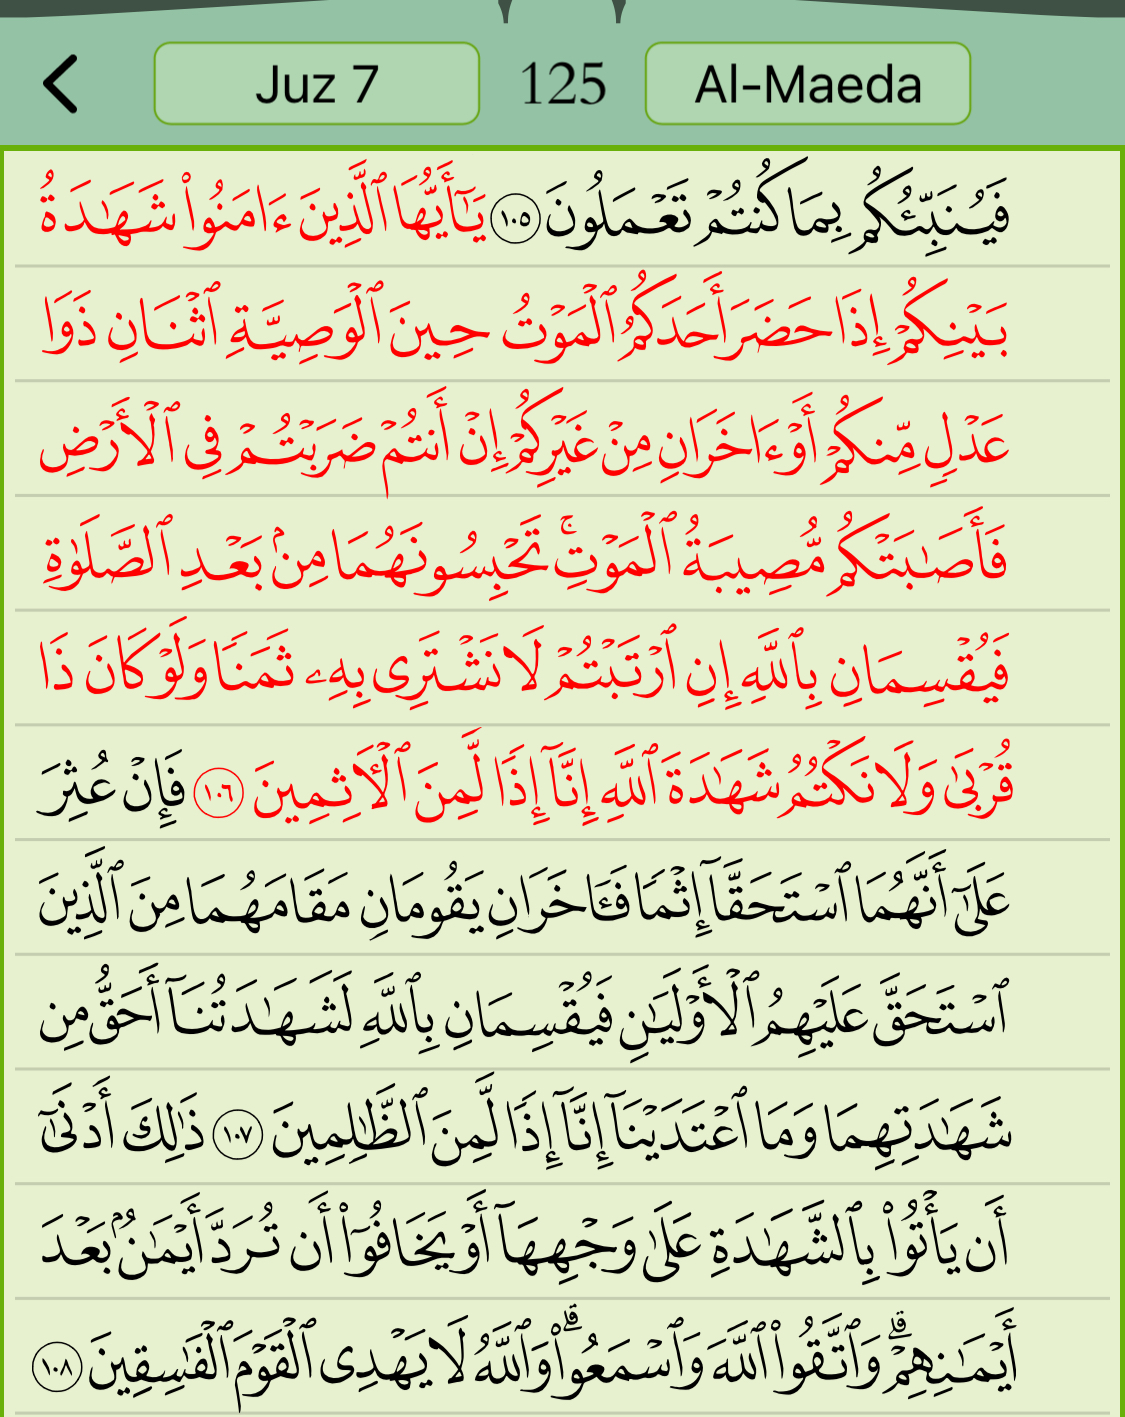 Juz 7 125 Al-Maeda
فَيُنَبِّئُكُم بِمَا كُنتُمْ تَعْمَلُونَ ١٠٥ يَٰٓأَيُّهَا ٱلَّذِينَ ءَامَنُوا۟ شَهَٰدَةُ
بَيْنِكُمْ إِذَا حَضَرَ أَحَدَكُمُ ٱلْمَوْتُ حِينَ ٱلْوَصِيَّةِ ٱثْنَانِ ذَوَا
عَدْلٍ مِّنكُمْ أَوْ ءَاخَرَانِ مِنْ غَيْرِكُمْ إِنْ أَنتُمْ ضَرَبْتُمْ فِى ٱلْأَرْضِ
فَأَصَٰبَتْكُم مُّصِيبَةُ ٱلْمَوْتِ ۚ تَحْبِسُونَهُمَا مِنۢ بَعْدِ ٱلصَّلَوٰةِ
فَيُقْسِمَانِ بِٱللَّهِ إِنِ ٱرْتَبْتُمْ لَا نَشْتَرِى بِهِۦ ثَمَنًا وَلَوْ كَانَ ذَا
قُرْبَىٰ وَلَا نَكْتُمُ شَهَٰدَةَ ٱللَّهِ إِنَّآ إِذًا لَّمِنَ ٱلْءَاثِمِينَ ١٠٦ فَإِنْ عُثِرَ
عَلَىٰٓ أَنَّهُمَا ٱسْتَحَقَّآ إِثْمًا فَـَٔاخَرَانِ يَقُومَانِ مَقَامَهُمَا مِنَ ٱلَّذِينَ
ٱسْتَحَقَّ عَلَيْهِمُ ٱلْأَوْلَيَٰنِ فَيُقْسِمَانِ بِٱللَّهِ لَشَهَٰدَتُنَآ أَحَقُّ مِن
شَهَٰدَتِهِمَا وَمَا ٱعْتَدَيْنَآ إِنَّآ إِذًا لَّمِنَ ٱلظَّٰلِمِينَ ١٠٧ ذَٰلِكَ أَدْنَىٰٓ
أَن يَأْتُوا۟ بِٱلشَّهَٰدَةِ عَلَىٰ وَجْهِهَآ أَوْ يَخَافُوٓا۟ أَن تُرَدَّ أَيْمَٰنٌۢ بَعْدَ
أَيْمَٰنِهِمْ ۗ وَٱتَّقُوا۟ ٱللَّهَ وَٱسْمَعُوا۟ ۗ وَٱللَّهُ لَا يَهْدِى ٱلْقَوْمَ ٱلْفَٰسِقِينَ ١٠٨